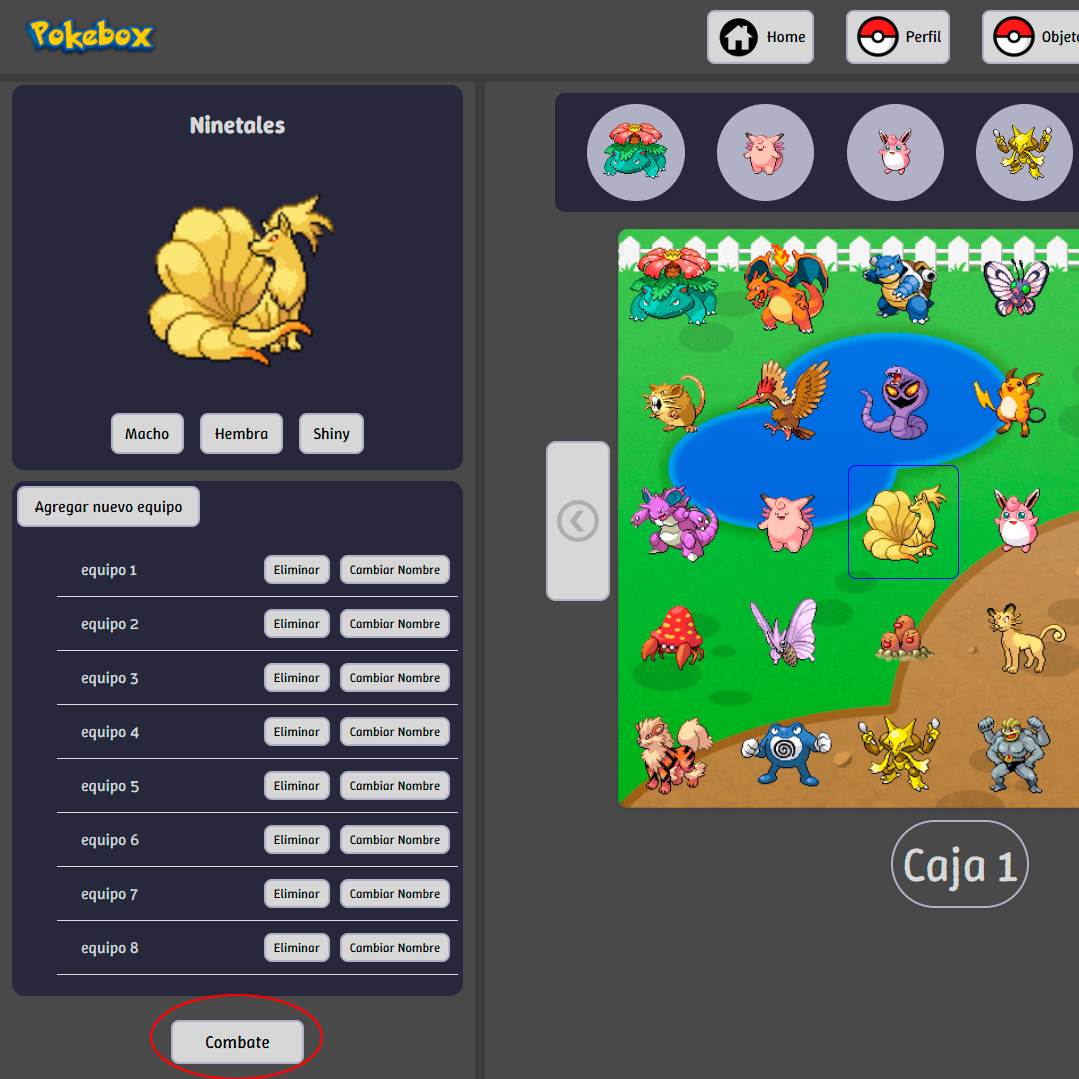 Pokebox
Home
Perfil
Ninetales
Macho
Hembra
Shiny
Agregar nuevo equipo
equipo 1 Eliminar Cambiar Nombre
equipo 2 Eliminar Cambiar Nombre
equipo 3 Eliminar Cambiar Nombre
equipo 4 Eliminar Cambiar Nombre
equipo 5 Eliminar Cambiar Nombre
equipo 6 Eliminar Cambiar Nombre
equipo 7 Eliminar Cambiar Nombre
equipo 8 Eliminar Cambiar Nombre
Combate
Caja 1